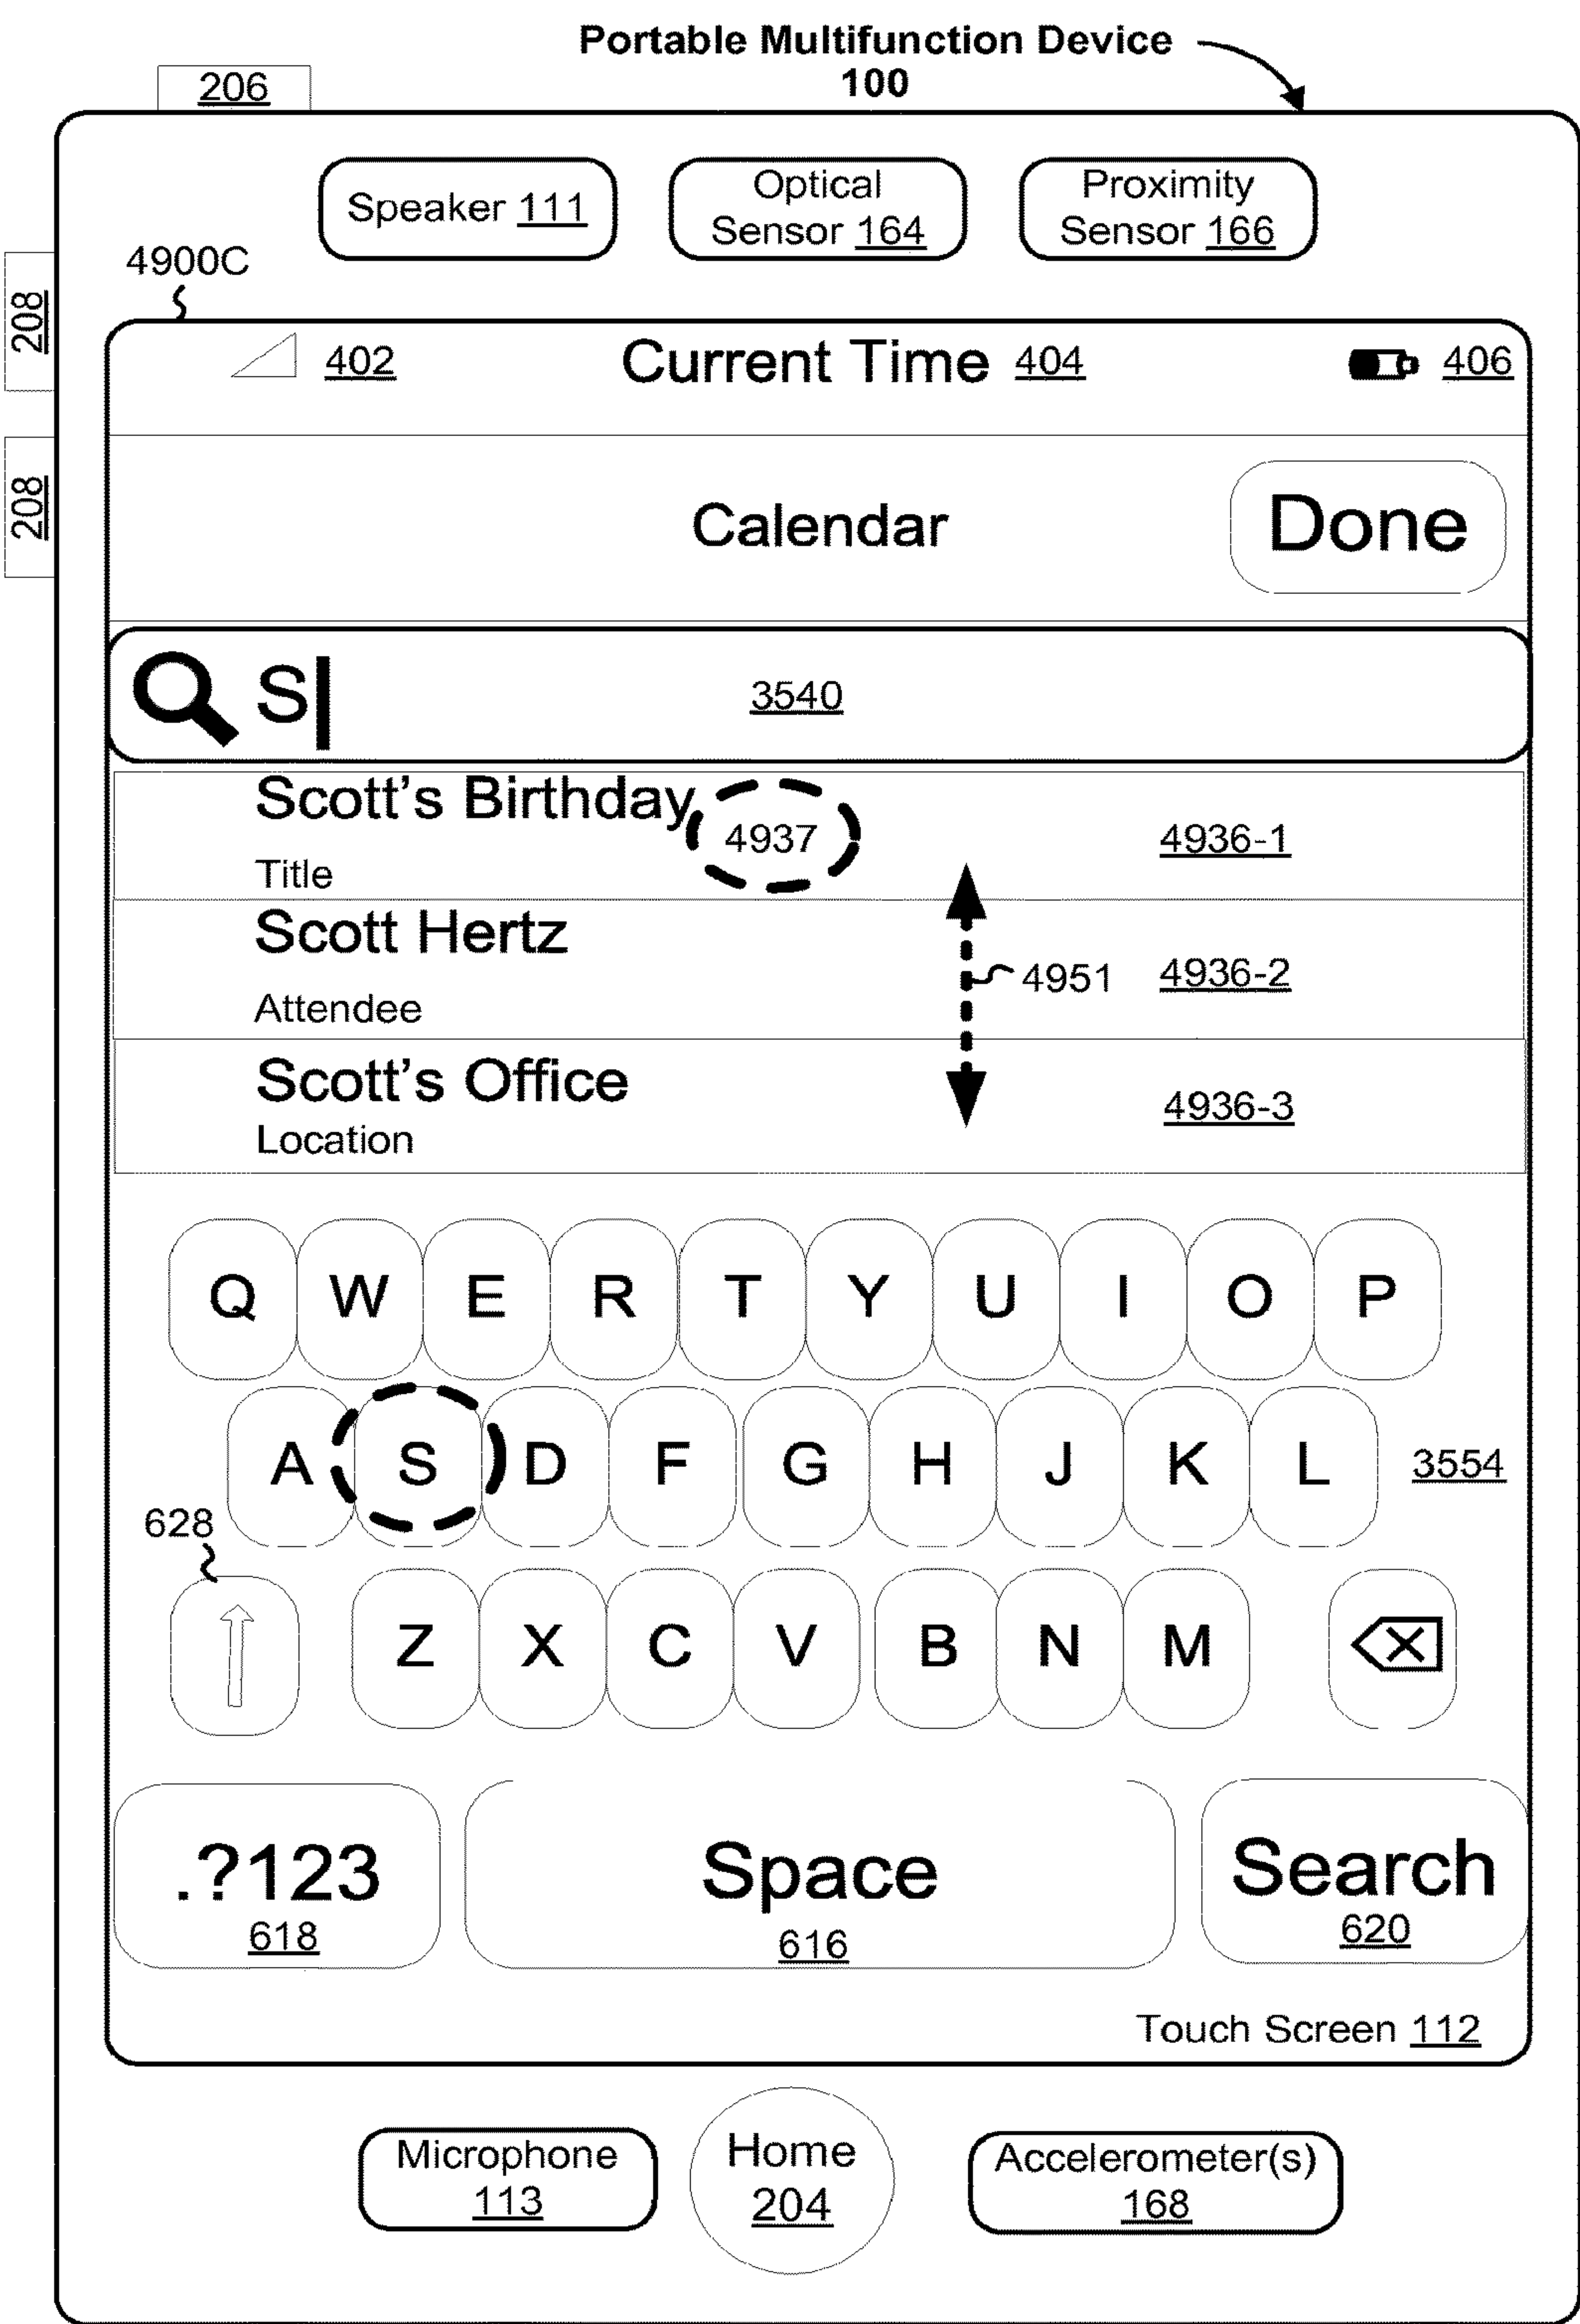 Portable Multifunction Device
100
206
Speaker 111
Optical
Sensor 164
Proximity
Sensor 166
4900C
208
208
402
Current Time 404
406
Calendar
Done
S
3540
Scott's Birthday
4937
4936-1
Title
Scott Hertz
4951
4936-2
Attendee
Scott's Office
4936-3
Location
Q W E R T Y U I O P
A S D F G H J K L
3554
628
Z X C V B N M
.?123
618
Space
616
Search
620
Touch Screen 112
Microphone
113
Home
204
Accelerometer(s)
168